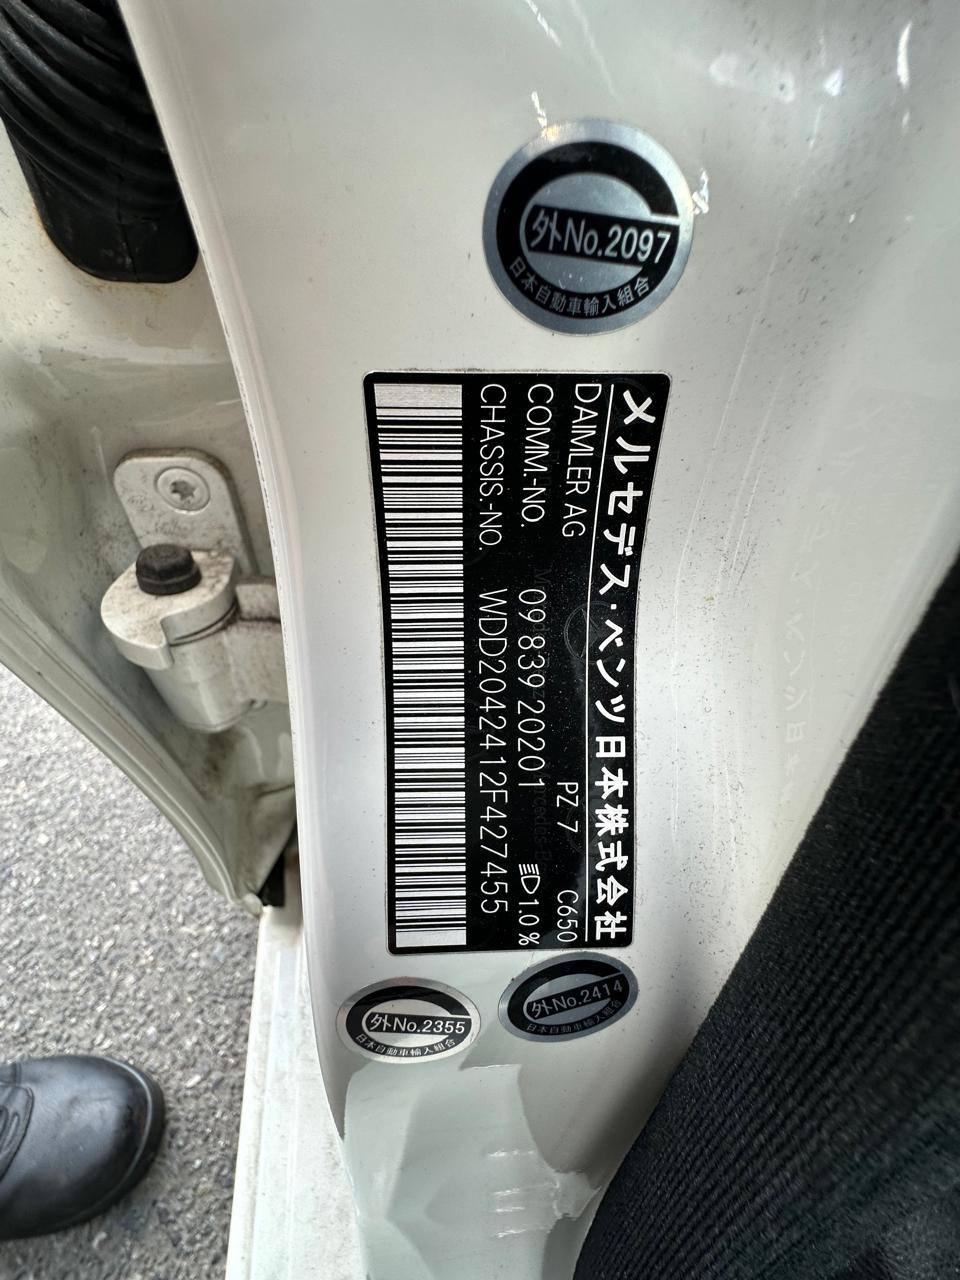 外No.2097
日本自動車輸入組合
メルセデス・ベンツ日本株式会社
DAIMLER AG PZ 7 C650
COMM.-NO. 09 839 20201 1.0 %
CHASSIS.-NO. WDD2042412F427455
外No.2355
日本自動車輸入組合
外No.2414
日本自動車輸入組合